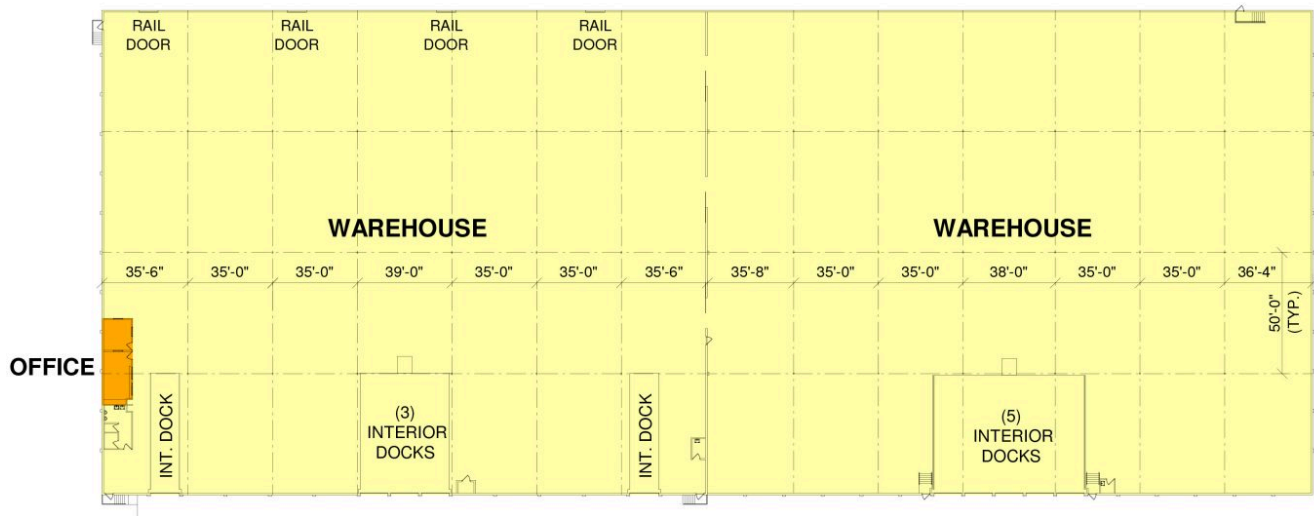 RAIL
DOOR
RAIL
DOOR
RAIL
DOOR
RAIL
DOOR
WAREHOUSE
WAREHOUSE
35'-6"
35'-0"
35'-0"
39'-0"
35'-0"
35'-0"
35'-6"
35'-8"
35'-0"
35'-0"
38'-0"
35'-0"
35'-0"
36'-4"
50'-0"
(TYP.)
OFFICE
INT. DOCK
(3)
INTERIOR
DOCKS
INT. DOCK
(5)
INTERIOR
DOCKS